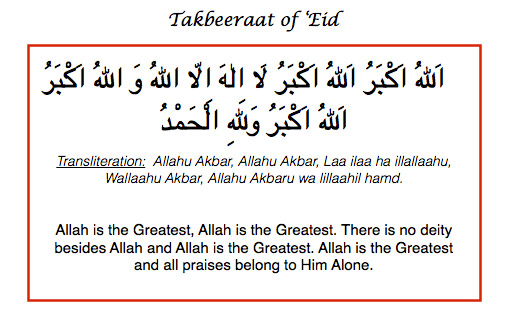 Takbeeraat of ‘Eid
اَللهُ اَكْبَرُ اَللهُ اَكْبَرُ لَا اِلٰهَ اِلَّا اللهُ وَ اللهُ اَكْبَرُ
اَللهُ اَكْبَرُ وَلِلّٰهِ الْحَمْدُ
Transliteration: Allahu Akbar, Allahu Akbar, Laa ilaa ha illallaahu,
Wallaahu Akbar, Allahu Akbaru wa lillaahil hamd.
Allah is the Greatest, Allah is the Greatest. There is no deity
besides Allah and Allah is the Greatest. Allah is the Greatest
and all praises belong to Him Alone.